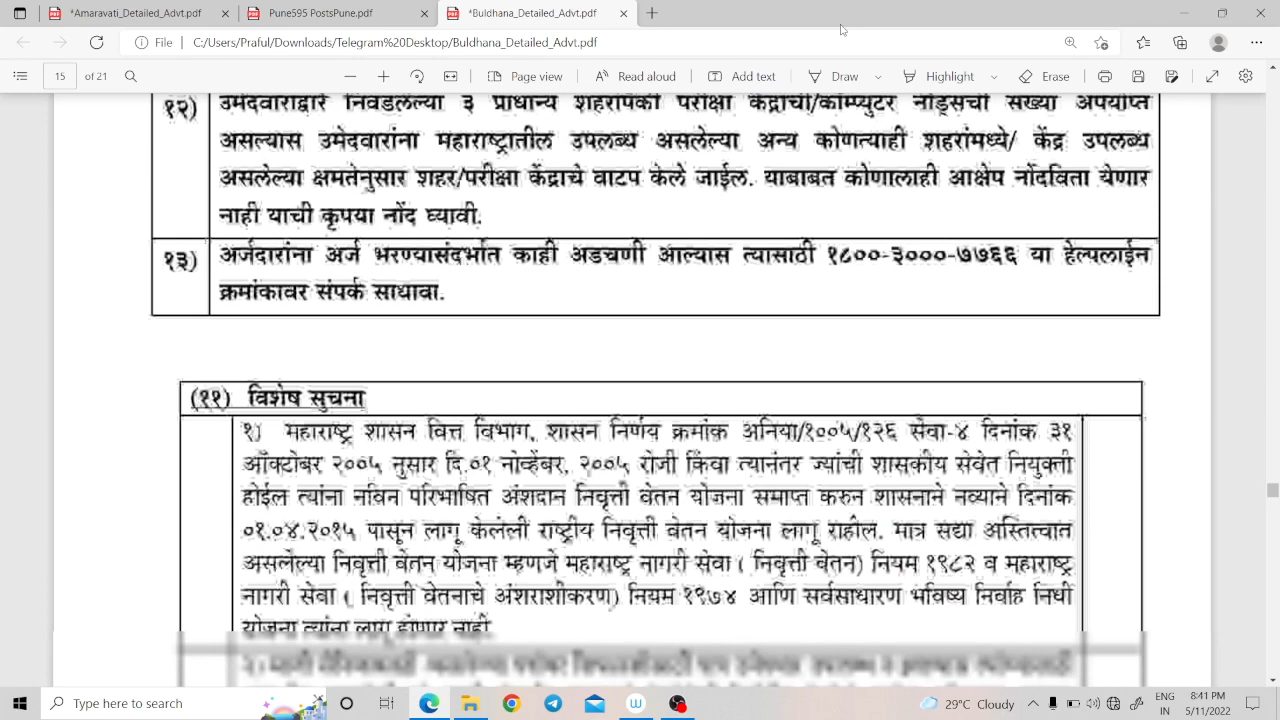 *Amaravati_Detailed_Advt.pdf
Pune595 PostsPune.pdf
*Buldhana_Detailed_Advt.pdf
File
C:/Users/Praful/Downloads/Telegram%20Desktop/Buldhana_Detailed_Advt.pdf
15 of 21
Page view
Read aloud
Add text
Draw
Highlight
Erase
१२) उमेदवाराद्वारे निवडलेल्या ३ प्राधान्य शहरांपैकी परीक्षा केंद्राची/कॉम्प्युटर नोड्सची संख्या अपर्याप्त
असल्यास उमेदवारांना महाराष्ट्रातील उपलब्ध असलेल्या अन्य कोणत्याही शहरांमध्ये/ केंद्र उपलब्ध
असलेल्या क्षमतेनुसार शहर/परीक्षा केंद्राचे वाटप केले जाईल. याबाबत कोणालाही आक्षेप नोंदविता येणार
नाही याची कृपया नोंद घ्यावी.
१३) अर्जदारांना अर्ज भरण्यासंदर्भात काही अडचणी आल्यास त्यासाठी १८००-३०००-७७६६ या हेल्पलाईन
क्रमांकावर संपर्क साधावा.
(११) विशेष सुचना
१) महाराष्ट्र शासन वित्त विभाग, शासन निर्णय क्रमांक अनिया/१००५/१२६ सेवा-४ दिनांक ३१
ऑक्टोबर २००५ नुसार दि.०१ नोव्हेंबर, २००५ रोजी किंवा त्यानंतर ज्यांची शासकीय सेवेत नियुक्ती
होईल त्यांना नविन परिभाषित अंशदान निवृत्ती वेतन योजना समाप्त करुन शासनाने नव्याने दिनांक
०१.०४.२०१५ पासून लागू केलेली राष्ट्रीय निवृत्ती वेतन योजना लागू राहील. मात्र सद्या अस्तित्वात
असलेल्या निवृत्ती वेतन योजना म्हणजे महाराष्ट्र नागरी सेवा ( निवृत्ती वेतन) नियम १९८२ व महाराष्ट्र
नागरी सेवा ( निवृत्ती वेतनाचे अंशराशीकरण) नियम १९७४ आणि सर्वसाधारण भविष्य निर्वाह निधी
योजना त्यांना लागू होणार नाही.
Type here to search
29°C Cloudy
ENG
IN
8:41 PM
5/11/2022